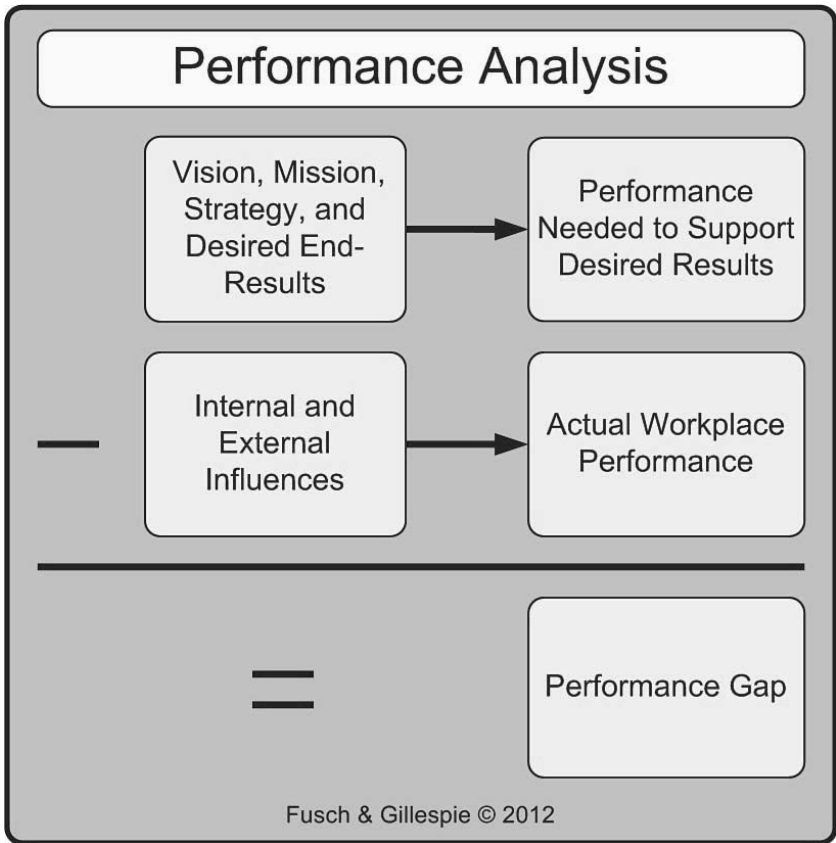 Performance Analysis
Vision, Mission,
Strategy, and
Desired End-
Results
Performance
Needed to Support
Desired Results
Internal and
External
Influences
Actual Workplace
Performance
Performance Gap
Fusch & Gillespie © 2012